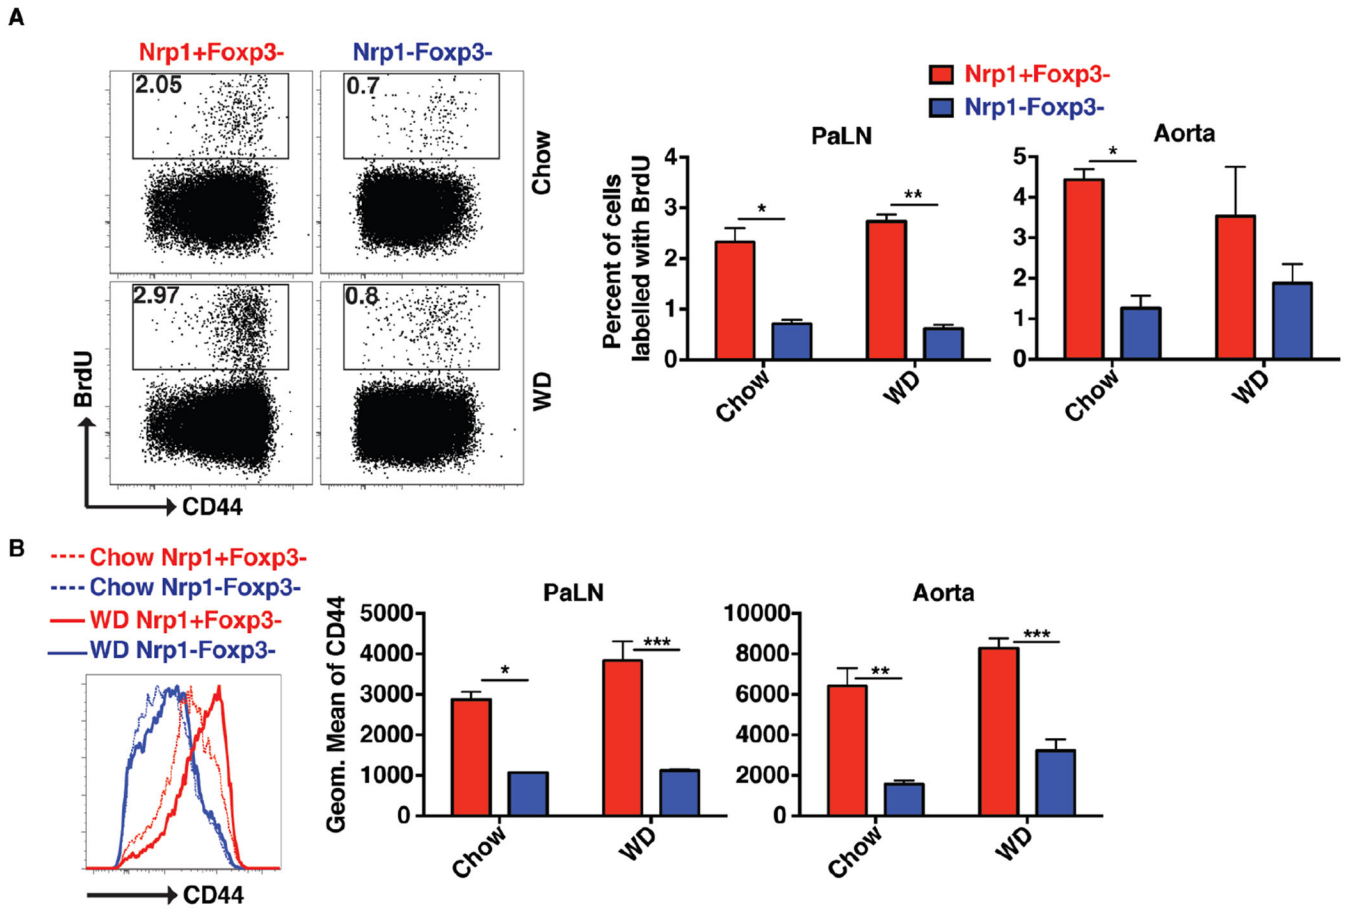 A
Nrp1+Foxp3-
Nrp1-Foxp3-
2.05
0.7
Chow
2.97
0.8
WD
BrdU
CD44
Nrp1+Foxp3-
Nrp1-Foxp3-
PaLN
Percent of cells
labelled with BrdU
4
3
2
1
0
*
**
Chow
WD
Aorta
5
4
3
2
1
0
*
Chow
WD
B
Chow Nrp1+Foxp3-
Chow Nrp1-Foxp3-
WD Nrp1+Foxp3-
WD Nrp1-Foxp3-
CD44
PaLN
Geom. Mean of CD44
5000
4000
3000
2000
1000
0
*
***
Chow
WD
Aorta
10000
8000
6000
4000
2000
0
**
***
Chow
WD